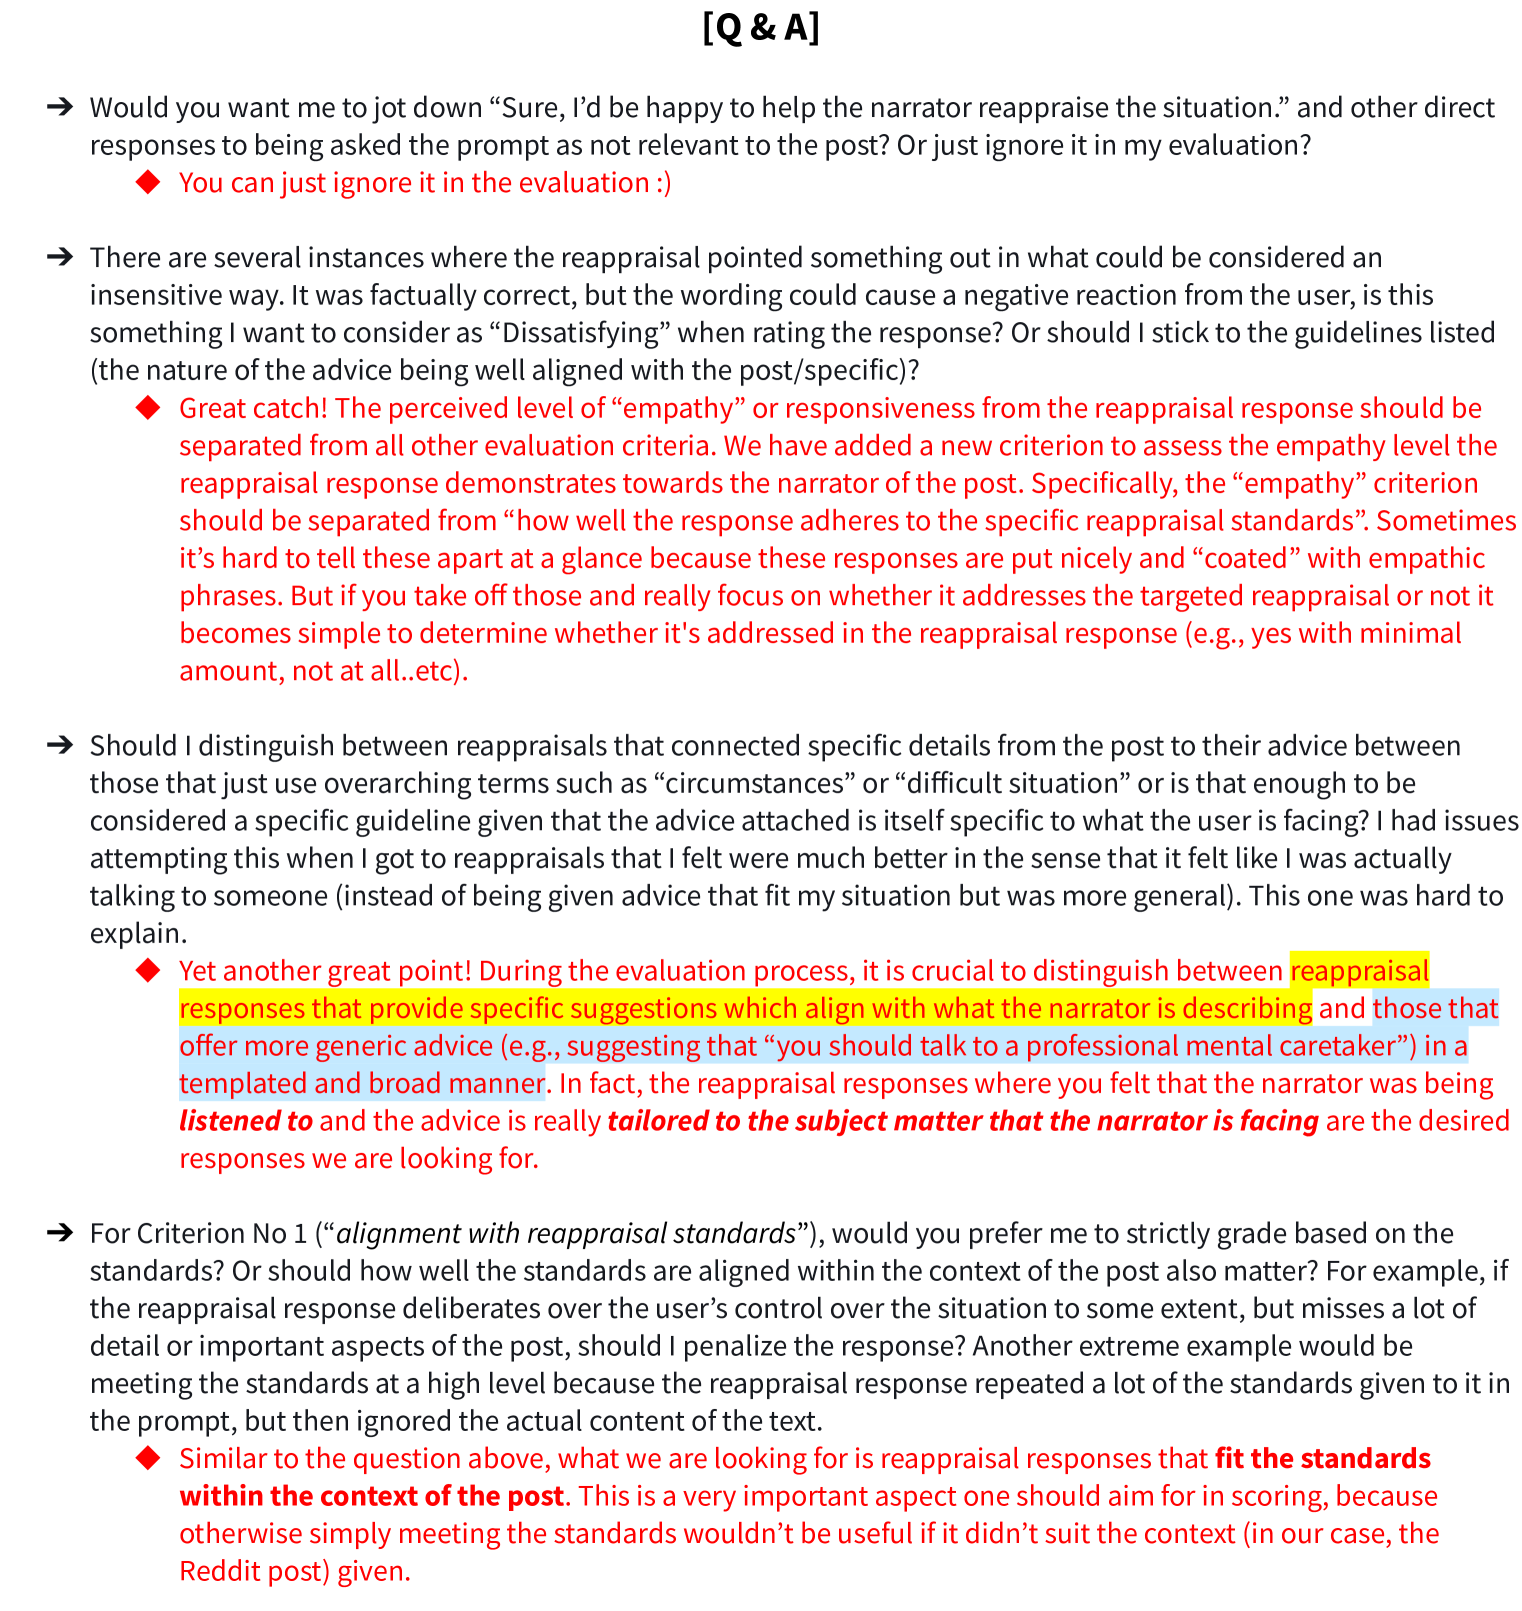 [Q & A]
➔ Would you want me to jot down “Sure, I’d be happy to help the narrator reappraise the situation.” and other direct
responses to being asked the prompt as not relevant to the post? Or just ignore it in my evaluation?
◆ You can just ignore it in the evaluation :)
➔ There are several instances where the reappraisal pointed something out in what could be considered an
insensitive way. It was factually correct, but the wording could cause a negative reaction from the user, is this
something I want to consider as “Dissatisfying” when rating the response? Or should I stick to the guidelines listed
(the nature of the advice being well aligned with the post/specific)?
◆ Great catch! The perceived level of “empathy” or responsiveness from the reappraisal response should be
separated from all other evaluation criteria. We have added a new criterion to assess the empathy level the
reappraisal response demonstrates towards the narrator of the post. Specifically, the “empathy” criterion
should be separated from “how well the response adheres to the specific reappraisal standards”. Sometimes
it’s hard to tell these apart at a glance because these responses are put nicely and “coated” with empathic
phrases. But if you take off those and really focus on whether it addresses the targeted reappraisal or not it
becomes simple to determine whether it's addressed in the reappraisal response (e.g., yes with minimal
amount, not at all..etc).
➔ Should I distinguish between reappraisals that connected specific details from the post to their advice between
those that just use overarching terms such as “circumstances” or “difficult situation” or is that enough to be
considered a specific guideline given that the advice attached is itself specific to what the user is facing? I had issues
attempting this when I got to reappraisals that I felt were much better in the sense that it felt like I was actually
talking to someone (instead of being given advice that fit my situation but was more general). This one was hard to
explain.
◆ Yet another great point! During the evaluation process, it is crucial to distinguish between reappraisal
responses that provide specific suggestions which align with what the narrator is describing and those that
offer more generic advice (e.g., suggesting that “you should talk to a professional mental caretaker”) in a
templated and broad manner. In fact, the reappraisal responses where you felt that the narrator was being
listened to and the advice is really tailored to the subject matter that the narrator is facing are the desired
responses we are looking for.
➔ For Criterion No 1 (“alignment with reappraisal standards”), would you prefer me to strictly grade based on the
standards? Or should how well the standards are aligned within the context of the post also matter? For example, if
the reappraisal response deliberates over the user’s control over the situation to some extent, but misses a lot of
detail or important aspects of the post, should I penalize the response? Another extreme example would be
meeting the standards at a high level because the reappraisal response repeated a lot of the standards given to it in
the prompt, but then ignored the actual content of the text.
◆ Similar to the question above, what we are looking for is reappraisal responses that fit the standards
within the context of the post. This is a very important aspect one should aim for in scoring, because
otherwise simply meeting the standards wouldn’t be useful if it didn’t suit the context (in our case, the
Reddit post) given.